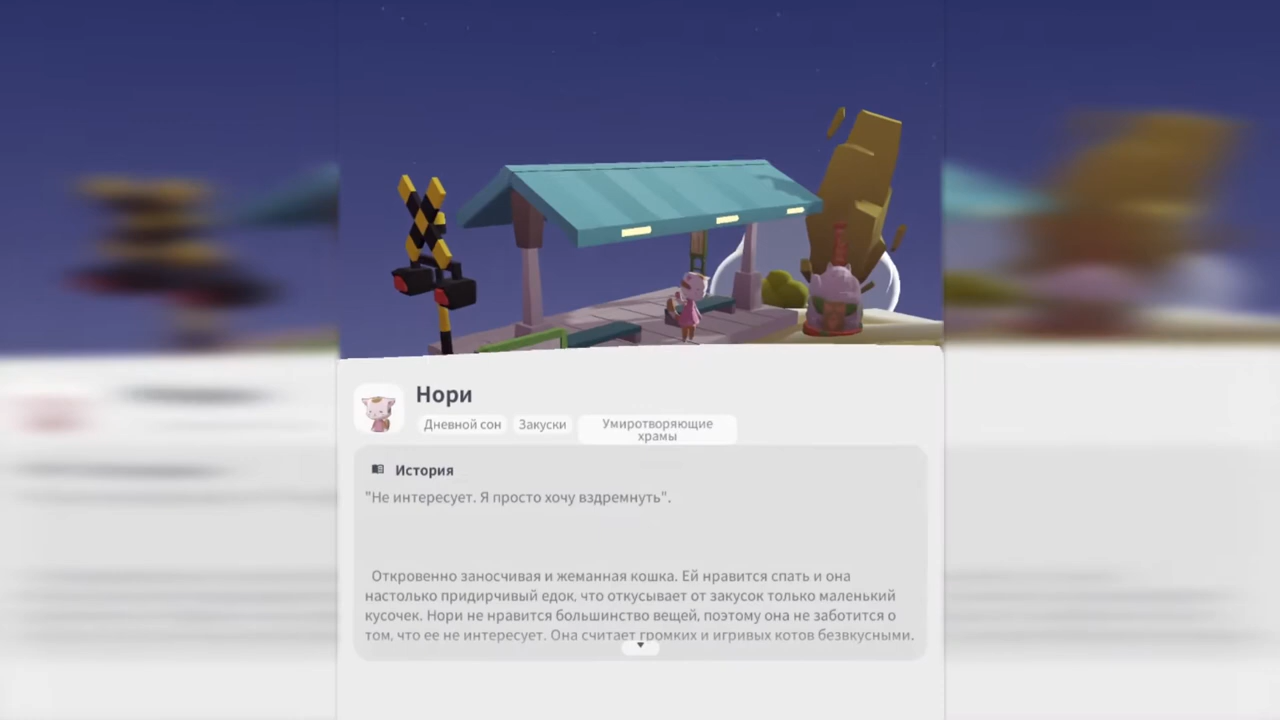 Нори
Дневной сон
Закуски
Умиротворяющие
храмы
История
"Не интересует. Я просто хочу вздремнуть".
Откровенно заносчивая и жеманная кошка. Ей нравится спать и она
настолько придирчивый едок, что откусывает от закусок только маленький
кусочек. Нори не нравится большинство вещей, поэтому она не заботится о
том, что ее не интересует. Она считает громких и игривых котов безвкусными.